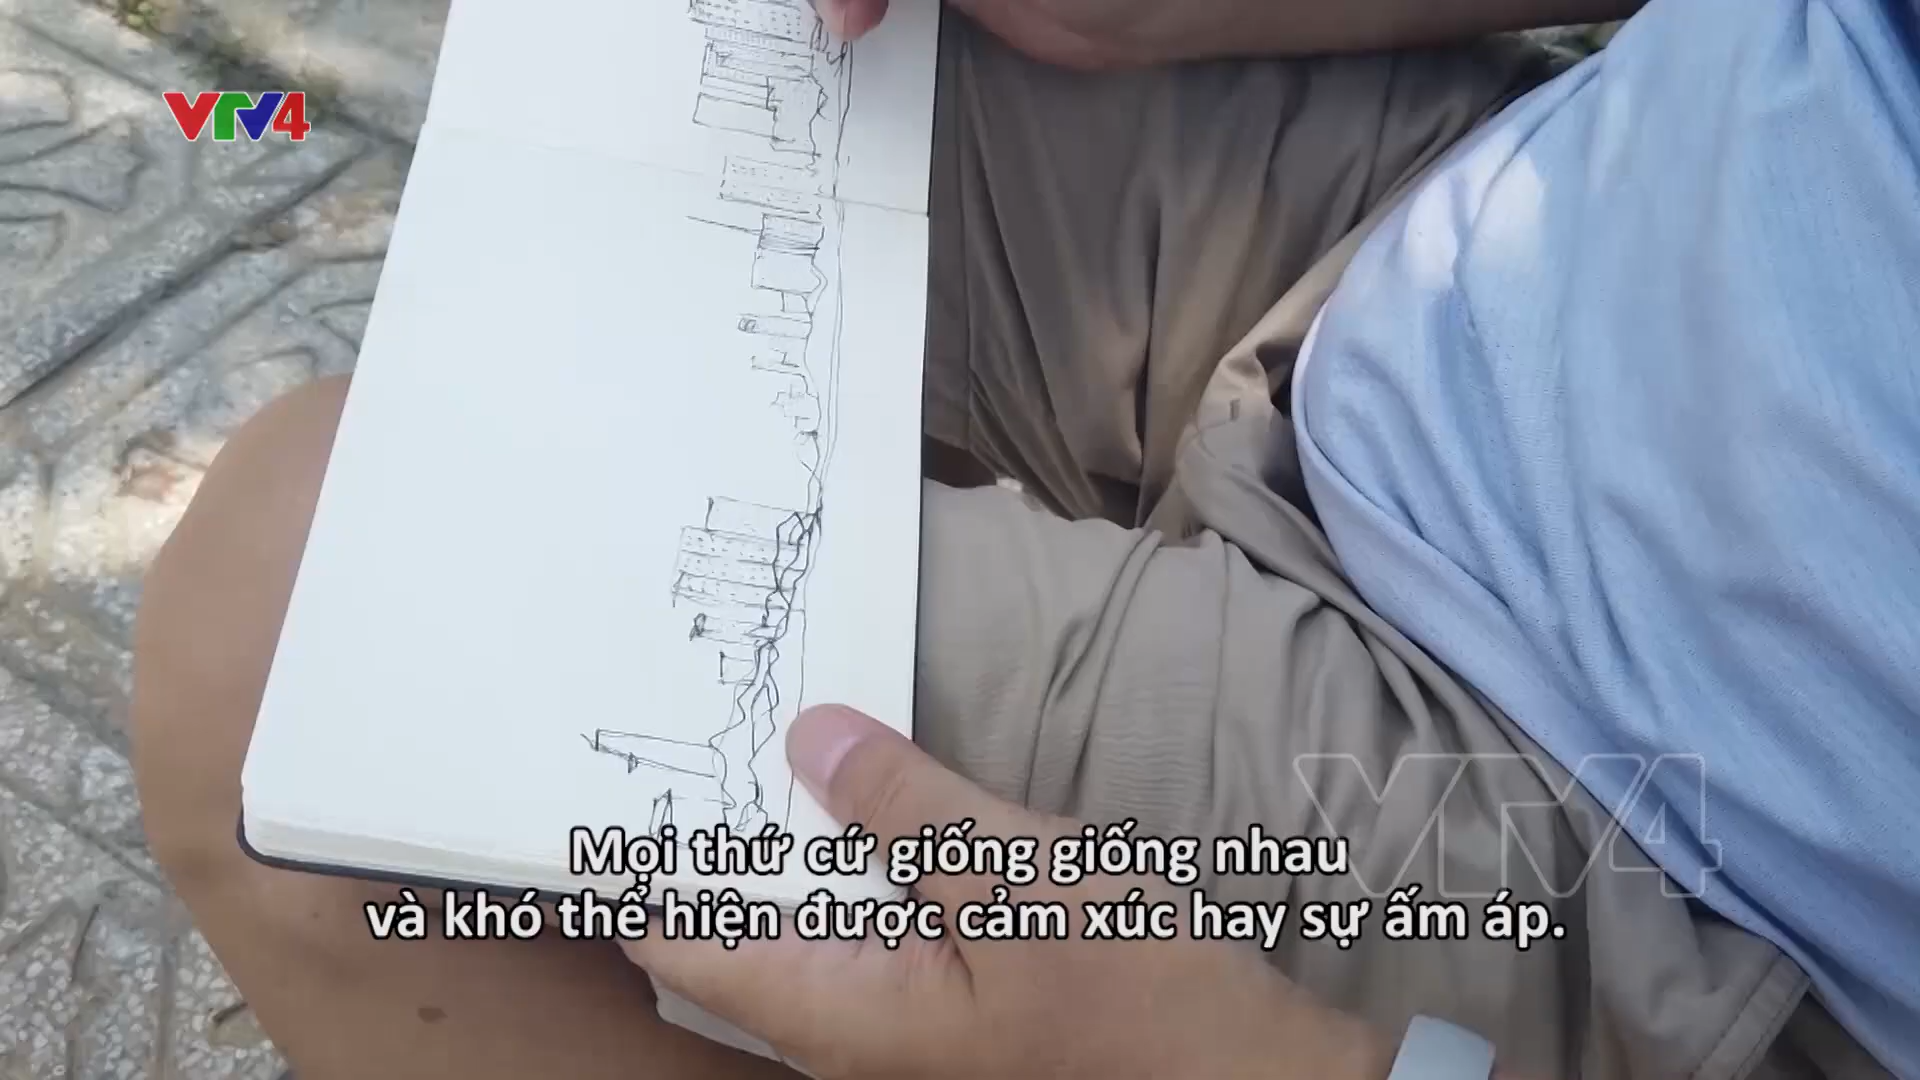 VTV4
VTV4
Mọi thứ cứ giống giống nhau
và khó thể hiện được cảm xúc hay sự ấm áp.